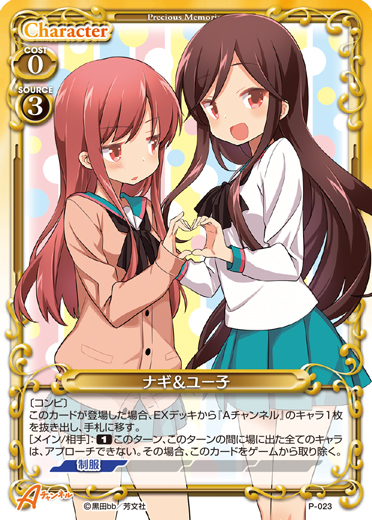 Precious Memories
Character
COST
0
SOURCE
3
ナギ&ユー子
[コンビ]
このカードが登場した場合、EXデッキから『Aチャンネル』のキャラ1枚
を抜き出し、手札に移す。
[メイン/相手]:1このターン、このターンの間に場に出た全てのキャラ
は、アプローチできない。その場合、このカードをゲームから取り除く。
制服
Aチャンネル
©黒田bb/芳文社
P-023